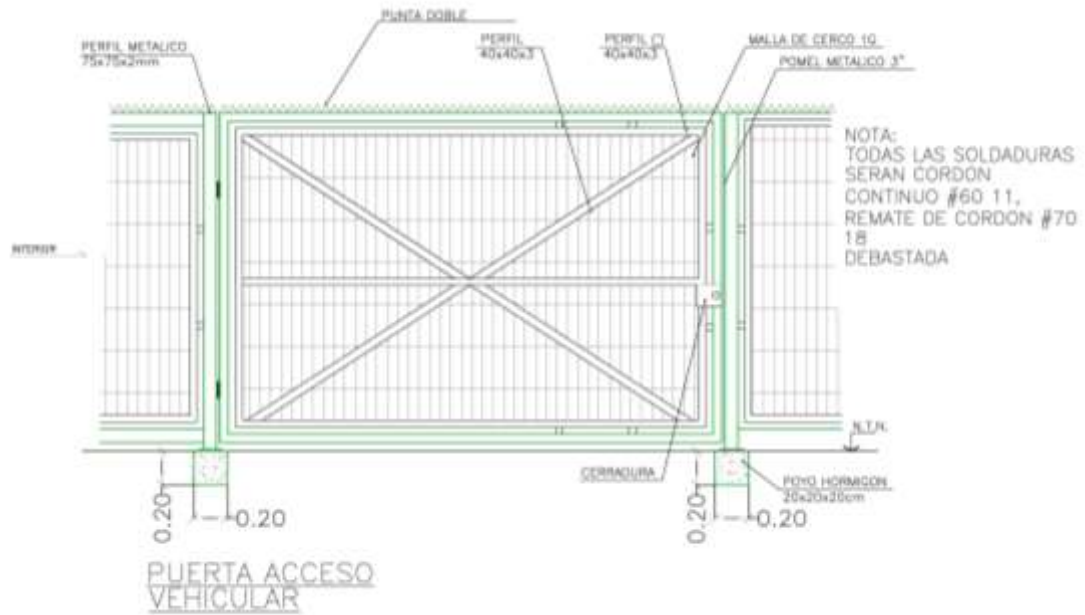 PUNTA DOBLE
PERFIL METALICO
75x75x2mm
PERFIL
40x40x3
PERFIL □
40x40x3
MALLA DE CERCO 1G
POMEL METALICO 3"
NOTA:
TODAS LAS SOLDADURAS
SERAN CORDON
CONTINUO #60 11,
REMATE DE CORDON #70
18
DEBASTADA
INTERIOR
N.T.N.
CERRADURA
POYO HORMIGON
20x20x20cm
0.20
0.20
0.20
0.20
PUERTA ACCESO
VEHICULAR